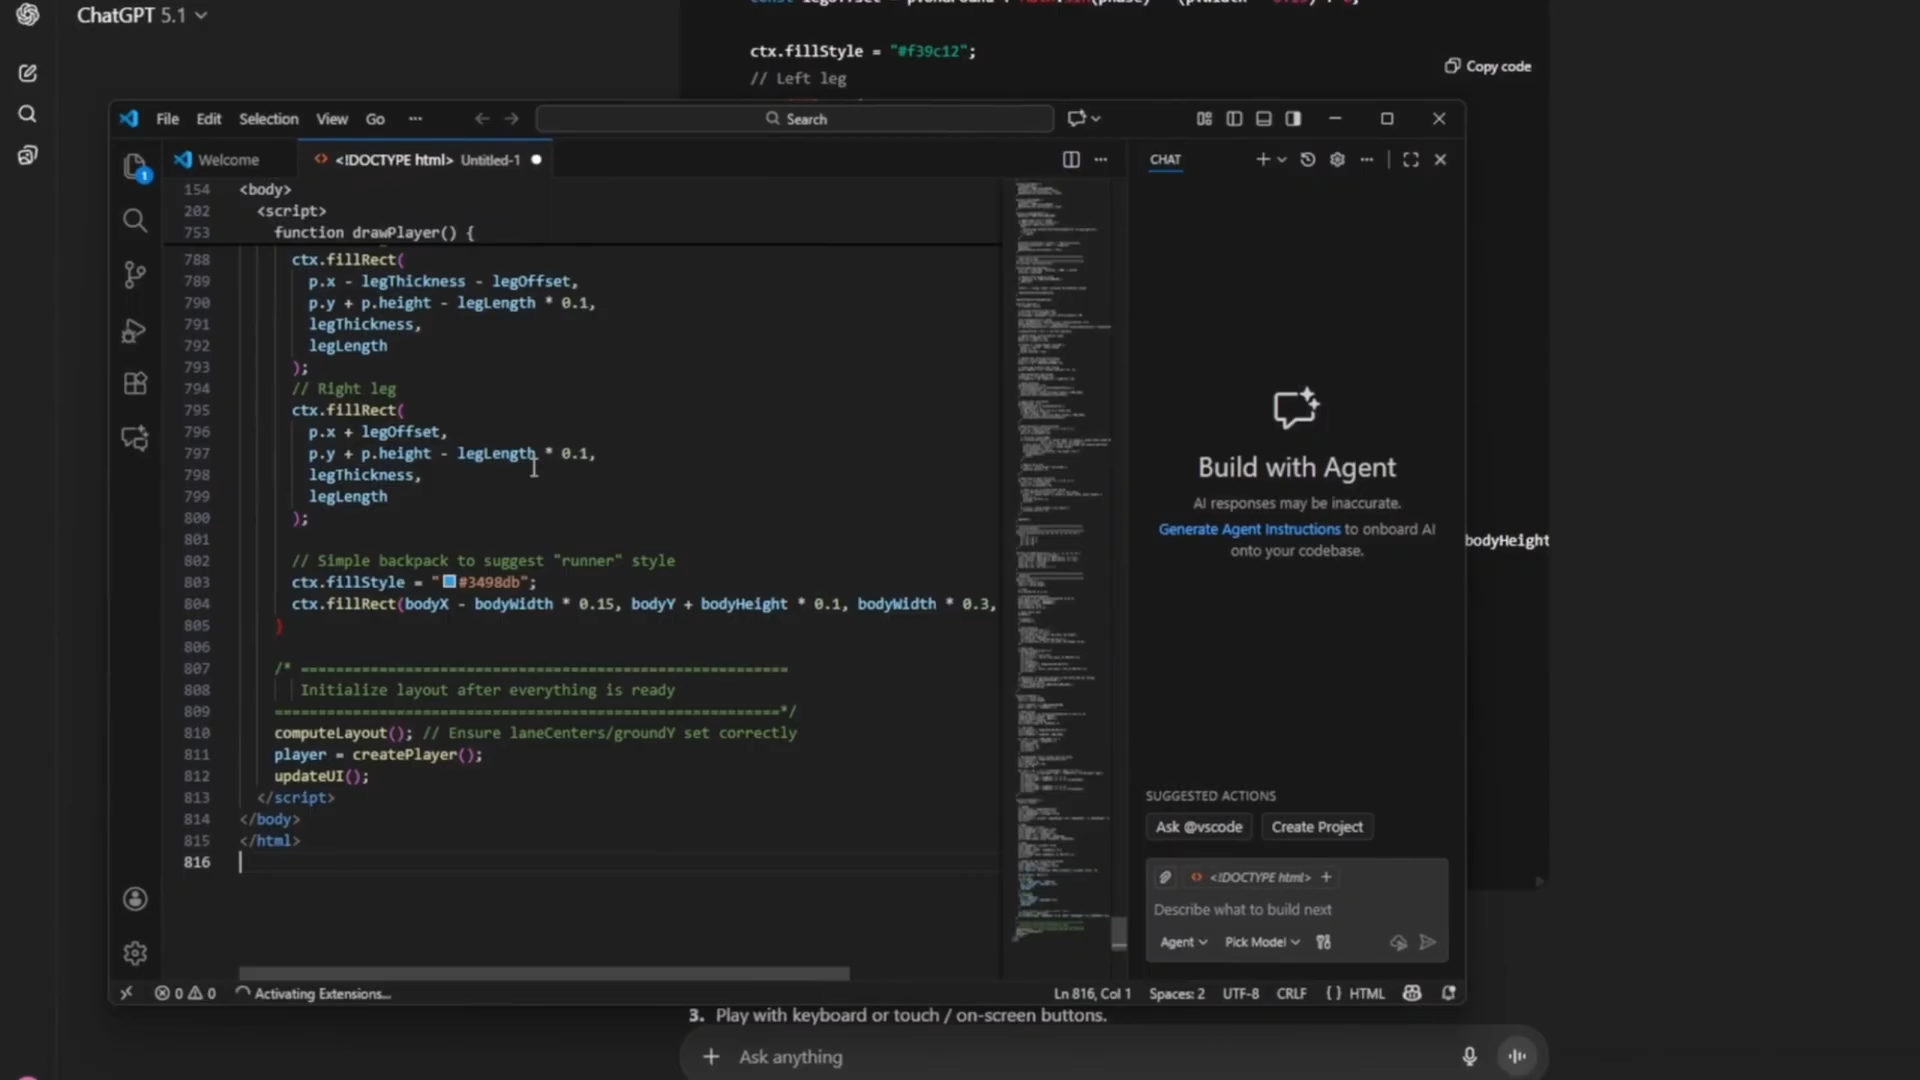 ChatGPT 5.1
ctx.fillStyle = "#f39c12";
// Left leg
Copy code
File Edit Selection View Go ··· Search
Welcome <!DOCTYPE html> Untitled-1
CHAT
154 <body>
202 <script>
753 function drawPlayer() {
788 ctx.fillRect(
789 p.x - legThickness - legOffset,
790 p.y + p.height - legLength * 0.1,
791 legThickness,
792 legLength
793 );
794 // Right leg
795 ctx.fillRect(
796 p.x + legOffset,
797 p.y + p.height - legLength * 0.1,
798 legThickness,
799 legLength
800 );
801
802 // Simple backpack to suggest "runner" style
803 ctx.fillStyle = "#3498db";
804 ctx.fillRect(bodyX - bodyWidth * 0.15, bodyY + bodyHeight * 0.1, bodyWidth * 0.3,
805 }
806
807 /* ========================================================
808 Initialize layout after everything is ready
809 ==========================================================*/
810 computeLayout(); // Ensure laneCenters/groundY set correctly
811 player = createPlayer();
812 updateUI();
813 </script>
814 </body>
815 </html>
816
Build with Agent
AI responses may be inaccurate.
Generate Agent Instructions to onboard AI
onto your codebase.
bodyHeight
SUGGESTED ACTIONS
Ask @vscode Create Project
<!DOCTYPE html> +
Describe what to build next
Agent Pick Model
0 0 Activating Extensions...
Ln 816, Col 1 Spaces: 2 UTF-8 CRLF {} HTML
3. Play with keyboard or touch / on-screen buttons.
Ask anything